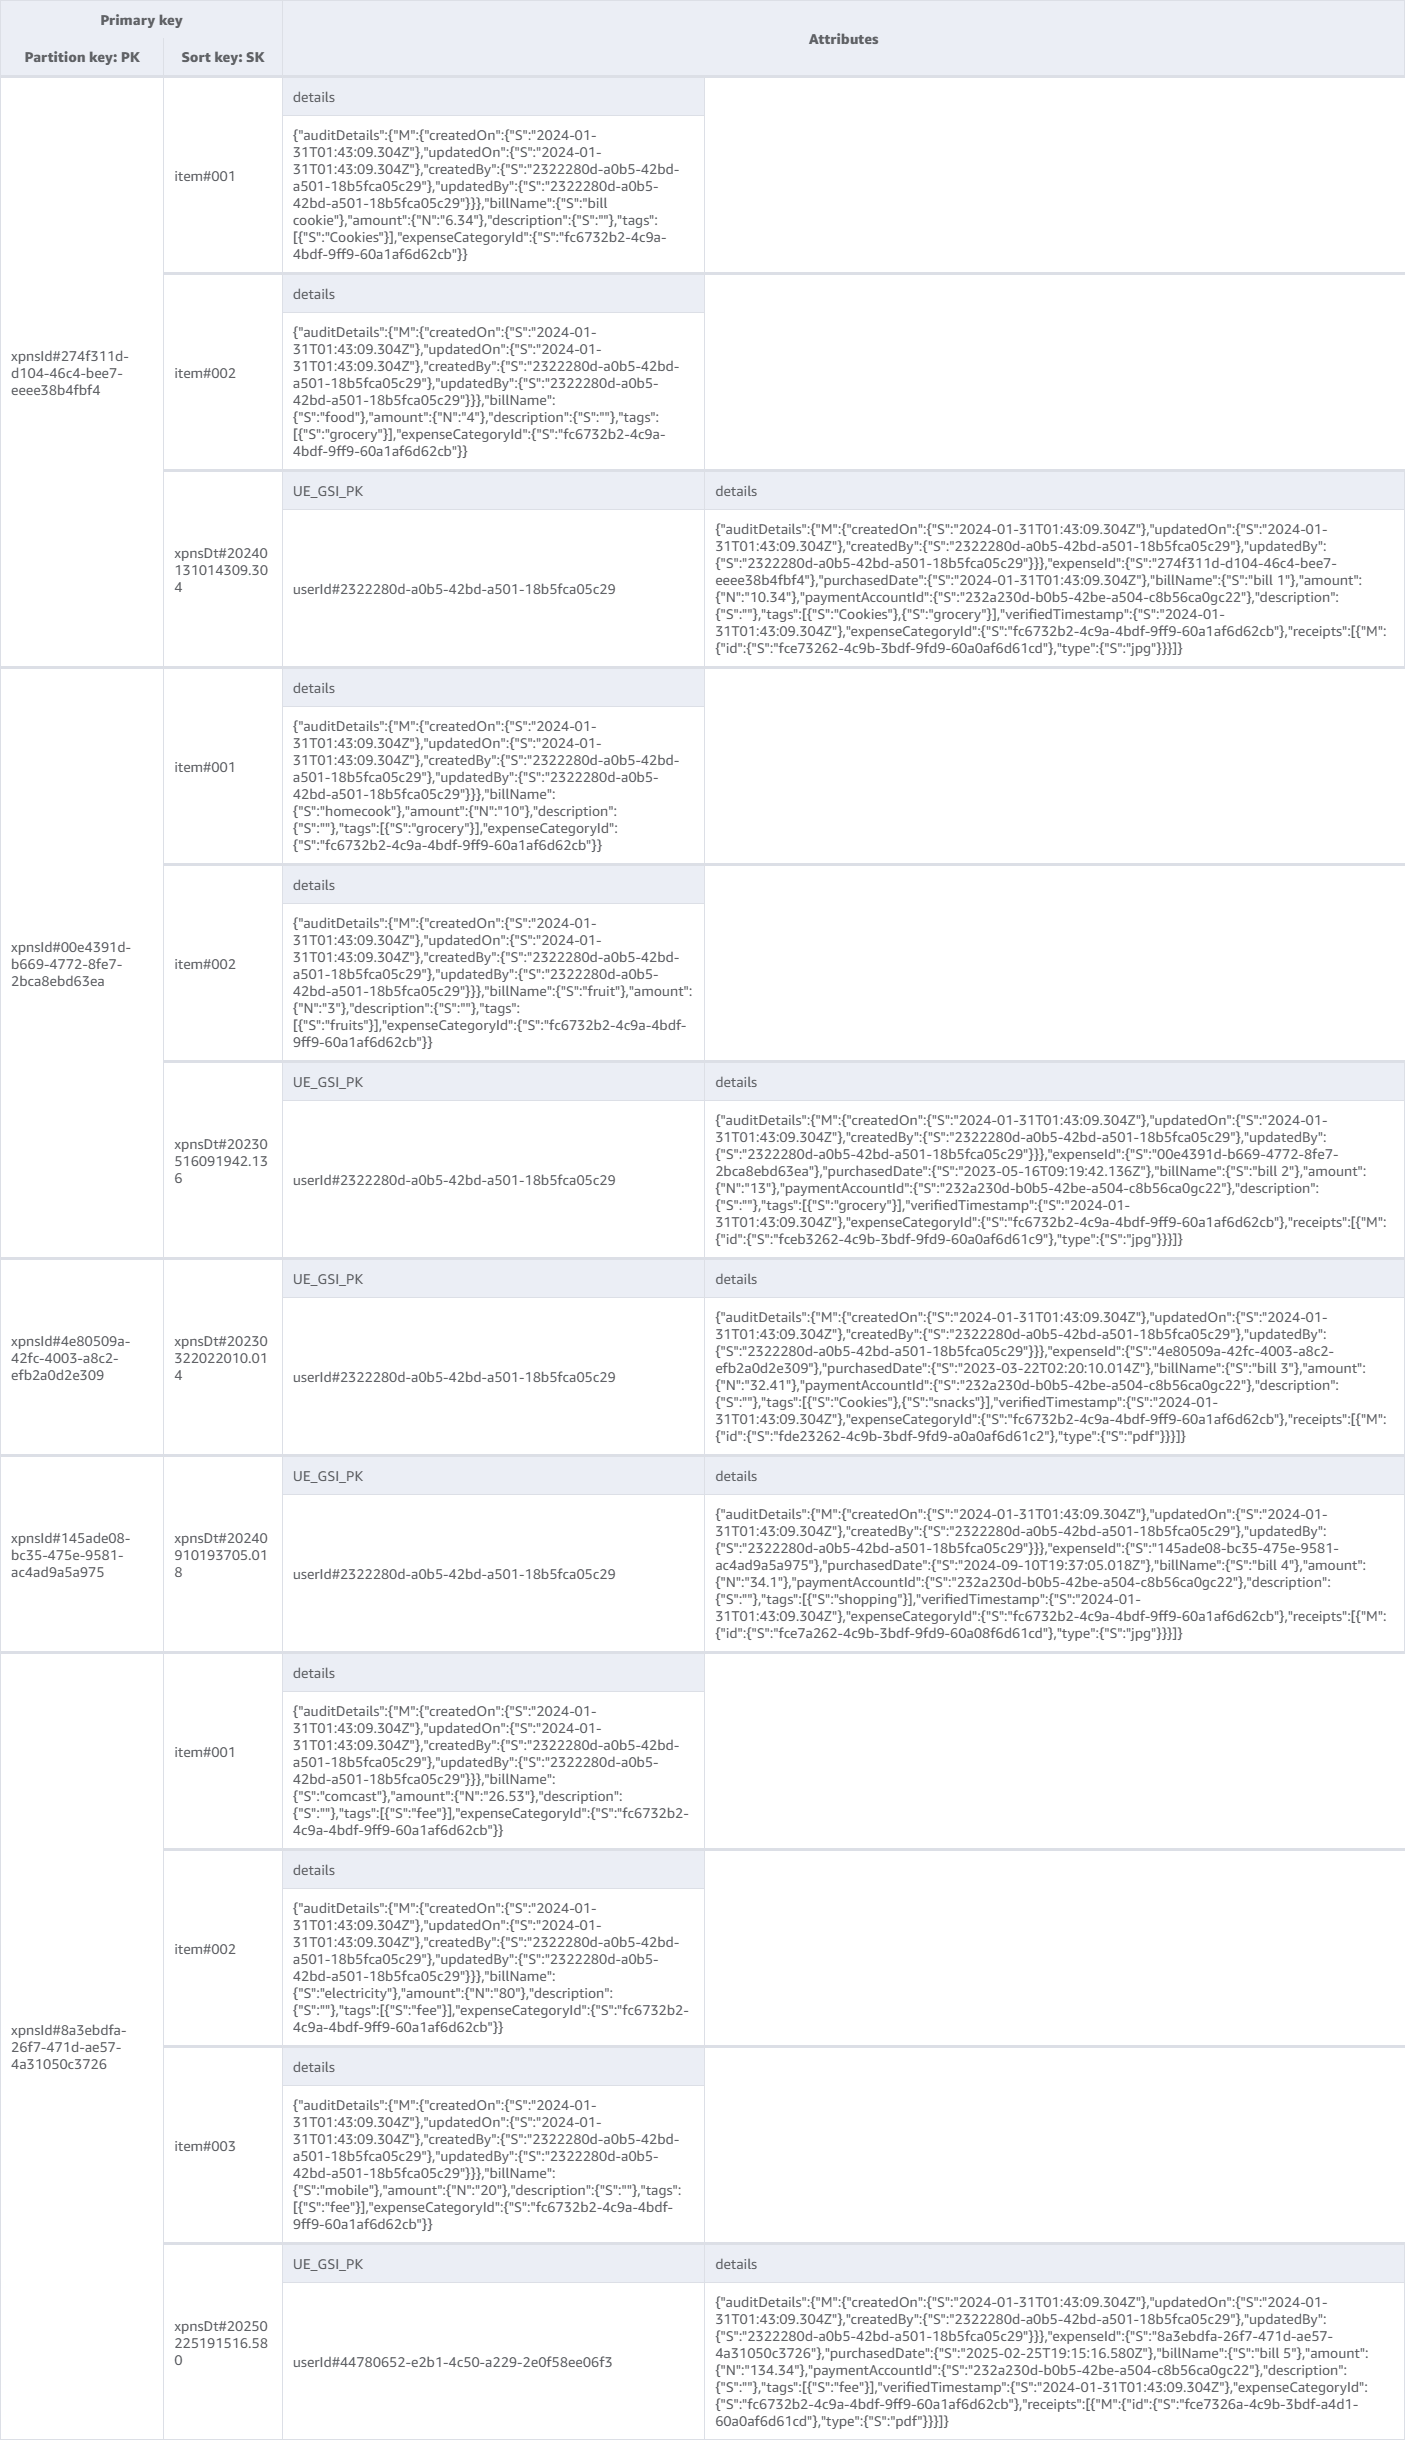 Primary key
Attributes
Partition key: PK
Sort key: SK
xpnsId#274f311d-
d104-46c4-bee7-
eeee38b4fbf4
item#001
details
{"auditDetails":{"M":{"createdOn":{"S":"2024-01-
31T01:43:09.304Z"},"updatedOn":{"S":"2024-01-
31T01:43:09.304Z"},"createdBy":{"S":"2322280d-a0b5-42bd-
a501-18b5fca05c29"},"updatedBy":{"S":"2322280d-a0b5-
42bd-a501-18b5fca05c29"}}},"billName":{"S":"bill
cookie"},"amount":{"N":"6.34"},"description":{"S":""},"tags":
[{"S":"Cookies"}],"expenseCategoryId":{"S":"fc6732b2-4c9a-
4bdf-9ff9-60a1af6d62cb"}}
item#002
details
{"auditDetails":{"M":{"createdOn":{"S":"2024-01-
31T01:43:09.304Z"},"updatedOn":{"S":"2024-01-
31T01:43:09.304Z"},"createdBy":{"S":"2322280d-a0b5-42bd-
a501-18b5fca05c29"},"updatedBy":{"S":"2322280d-a0b5-
42bd-a501-18b5fca05c29"}}},"billName":
{"S":"food"},"amount":{"N":"4"},"description":{"S":""},"tags":
[{"S":"grocery"}],"expenseCategoryId":{"S":"fc6732b2-4c9a-
4bdf-9ff9-60a1af6d62cb"}}
xpnsDt#20240
131014309.30
4
UE_GSI_PK
details
userId#2322280d-a0b5-42bd-a501-18b5fca05c29
{"auditDetails":{"M":{"createdOn":{"S":"2024-01-31T01:43:09.304Z"},"updatedOn":{"S":"2024-01-
31T01:43:09.304Z"},"createdBy":{"S":"2322280d-a0b5-42bd-a501-18b5fca05c29"},"updatedBy":
{"S":"2322280d-a0b5-42bd-a501-18b5fca05c29"}}},"expenseId":{"S":"274f311d-d104-46c4-bee7-
eeee38b4fbf4"},"purchasedDate":{"S":"2024-01-31T01:43:09.304Z"},"billName":{"S":"bill 1"},"amount":
{"N":"10.34"},"paymentAccountId":{"S":"232a230d-b0b5-42be-a504-c8b56ca0gc22"},"description":
{"S":""},"tags":[{"S":"Cookies"},{"S":"grocery"}],"verifiedTimestamp":{"S":"2024-01-
31T01:43:09.304Z"},"expenseCategoryId":{"S":"fc6732b2-4c9a-4bdf-9ff9-60a1af6d62cb"},"receipts":[{"M":
{"id":{"S":"fce73262-4c9b-3bdf-9fd9-60a0af6d61cd"},"type":{"S":"jpg"}}}]}
xpnsId#00e4391d-
b669-4772-8fe7-
2bca8ebd63ea
item#001
details
{"auditDetails":{"M":{"createdOn":{"S":"2024-01-
31T01:43:09.304Z"},"updatedOn":{"S":"2024-01-
31T01:43:09.304Z"},"createdBy":{"S":"2322280d-a0b5-42bd-
a501-18b5fca05c29"},"updatedBy":{"S":"2322280d-a0b5-
42bd-a501-18b5fca05c29"}}},"billName":
{"S":"homecook"},"amount":{"N":"10"},"description":
{"S":""},"tags":[{"S":"grocery"}],"expenseCategoryId":
{"S":"fc6732b2-4c9a-4bdf-9ff9-60a1af6d62cb"}}
item#002
details
{"auditDetails":{"M":{"createdOn":{"S":"2024-01-
31T01:43:09.304Z"},"updatedOn":{"S":"2024-01-
31T01:43:09.304Z"},"createdBy":{"S":"2322280d-a0b5-42bd-
a501-18b5fca05c29"},"updatedBy":{"S":"2322280d-a0b5-
42bd-a501-18b5fca05c29"}}},"billName":{"S":"fruit"},"amount":
{"N":"3"},"description":{"S":""},"tags":
[{"S":"fruits"}],"expenseCategoryId":{"S":"fc6732b2-4c9a-4bdf-
9ff9-60a1af6d62cb"}}
xpnsDt#20230
516091942.13
6
UE_GSI_PK
details
userId#2322280d-a0b5-42bd-a501-18b5fca05c29
{"auditDetails":{"M":{"createdOn":{"S":"2024-01-31T01:43:09.304Z"},"updatedOn":{"S":"2024-01-
31T01:43:09.304Z"},"createdBy":{"S":"2322280d-a0b5-42bd-a501-18b5fca05c29"},"updatedBy":
{"S":"2322280d-a0b5-42bd-a501-18b5fca05c29"}}},"expenseId":{"S":"00e4391d-b669-4772-8fe7-
2bca8ebd63ea"},"purchasedDate":{"S":"2023-05-16T09:19:42.136Z"},"billName":{"S":"bill 2"},"amount":
{"N":"13"},"paymentAccountId":{"S":"232a230d-b0b5-42be-a504-c8b56ca0gc22"},"description":
{"S":""},"tags":[{"S":"grocery"}],"verifiedTimestamp":{"S":"2024-01-
31T01:43:09.304Z"},"expenseCategoryId":{"S":"fc6732b2-4c9a-4bdf-9ff9-60a1af6d62cb"},"receipts":[{"M":
{"id":{"S":"fceb3262-4c9b-3bdf-9fd9-60a0af6d61c9"},"type":{"S":"jpg"}}}]}
xpnsId#4e80509a-
42fc-4003-a8c2-
efb2a0d2e309
xpnsDt#20230
322022010.01
4
UE_GSI_PK
details
userId#2322280d-a0b5-42bd-a501-18b5fca05c29
{"auditDetails":{"M":{"createdOn":{"S":"2024-01-31T01:43:09.304Z"},"updatedOn":{"S":"2024-01-
31T01:43:09.304Z"},"createdBy":{"S":"2322280d-a0b5-42bd-a501-18b5fca05c29"},"updatedBy":
{"S":"2322280d-a0b5-42bd-a501-18b5fca05c29"}}},"expenseId":{"S":"4e80509a-42fc-4003-a8c2-
efb2a0d2e309"},"purchasedDate":{"S":"2023-03-22T02:20:10.014Z"},"billName":{"S":"bill 3"},"amount":
{"N":"32.41"},"paymentAccountId":{"S":"232a230d-b0b5-42be-a504-c8b56ca0gc22"},"description":
{"S":""},"tags":[{"S":"Cookies"},{"S":"snacks"}],"verifiedTimestamp":{"S":"2024-01-
31T01:43:09.304Z"},"expenseCategoryId":{"S":"fc6732b2-4c9a-4bdf-9ff9-60a1af6d62cb"},"receipts":[{"M":
{"id":{"S":"fde23262-4c9b-3bdf-9fd9-a0a0af6d61c2"},"type":{"S":"pdf"}}}]}
xpnsId#145ade08-
bc35-475e-9581-
ac4ad9a5a975
xpnsDt#20240
910193705.01
8
UE_GSI_PK
details
userId#2322280d-a0b5-42bd-a501-18b5fca05c29
{"auditDetails":{"M":{"createdOn":{"S":"2024-01-31T01:43:09.304Z"},"updatedOn":{"S":"2024-01-
31T01:43:09.304Z"},"createdBy":{"S":"2322280d-a0b5-42bd-a501-18b5fca05c29"},"updatedBy":
{"S":"2322280d-a0b5-42bd-a501-18b5fca05c29"}}},"expenseId":{"S":"145ade08-bc35-475e-9581-
ac4ad9a5a975"},"purchasedDate":{"S":"2024-09-10T19:37:05.018Z"},"billName":{"S":"bill 4"},"amount":
{"N":"34.1"},"paymentAccountId":{"S":"232a230d-b0b5-42be-a504-c8b56ca0gc22"},"description":
{"S":""},"tags":[{"S":"shopping"}],"verifiedTimestamp":{"S":"2024-01-
31T01:43:09.304Z"},"expenseCategoryId":{"S":"fc6732b2-4c9a-4bdf-9ff9-60a1af6d62cb"},"receipts":[{"M":
{"id":{"S":"fce7a262-4c9b-3bdf-9fd9-60a08f6d61cd"},"type":{"S":"jpg"}}}]}
xpnsId#8a3ebdfa-
26f7-471d-ae57-
4a31050c3726
item#001
details
{"auditDetails":{"M":{"createdOn":{"S":"2024-01-
31T01:43:09.304Z"},"updatedOn":{"S":"2024-01-
31T01:43:09.304Z"},"createdBy":{"S":"2322280d-a0b5-42bd-
a501-18b5fca05c29"},"updatedBy":{"S":"2322280d-a0b5-
42bd-a501-18b5fca05c29"}}},"billName":
{"S":"comcast"},"amount":{"N":"26.53"},"description":
{"S":""},"tags":[{"S":"fee"}],"expenseCategoryId":{"S":"fc6732b2-
4c9a-4bdf-9ff9-60a1af6d62cb"}}
item#002
details
{"auditDetails":{"M":{"createdOn":{"S":"2024-01-
31T01:43:09.304Z"},"updatedOn":{"S":"2024-01-
31T01:43:09.304Z"},"createdBy":{"S":"2322280d-a0b5-42bd-
a501-18b5fca05c29"},"updatedBy":{"S":"2322280d-a0b5-
42bd-a501-18b5fca05c29"}}},"billName":
{"S":"electricity"},"amount":{"N":"80"},"description":
{"S":""},"tags":[{"S":"fee"}],"expenseCategoryId":{"S":"fc6732b2-
4c9a-4bdf-9ff9-60a1af6d62cb"}}
item#003
details
{"auditDetails":{"M":{"createdOn":{"S":"2024-01-
31T01:43:09.304Z"},"updatedOn":{"S":"2024-01-
31T01:43:09.304Z"},"createdBy":{"S":"2322280d-a0b5-42bd-
a501-18b5fca05c29"},"updatedBy":{"S":"2322280d-a0b5-
42bd-a501-18b5fca05c29"}}},"billName":
{"S":"mobile"},"amount":{"N":"20"},"description":{"S":""},"tags":
[{"S":"fee"}],"expenseCategoryId":{"S":"fc6732b2-4c9a-4bdf-
9ff9-60a1af6d62cb"}}
xpnsDt#20250
225191516.58
0
UE_GSI_PK
details
userId#44780652-e2b1-4c50-a229-2e0f58ee06f3
{"auditDetails":{"M":{"createdOn":{"S":"2024-01-31T01:43:09.304Z"},"updatedOn":{"S":"2024-01-
31T01:43:09.304Z"},"createdBy":{"S":"2322280d-a0b5-42bd-a501-18b5fca05c29"},"updatedBy":
{"S":"2322280d-a0b5-42bd-a501-18b5fca05c29"}}},"expenseId":{"S":"8a3ebdfa-26f7-471d-ae57-
4a31050c3726"},"purchasedDate":{"S":"2025-02-25T19:15:16.580Z"},"billName":{"S":"bill 5"},"amount":
{"N":"134.34"},"paymentAccountId":{"S":"232a230d-b0b5-42be-a504-c8b56ca0gc22"},"description":
{"S":""},"tags":[{"S":"fee"}],"verifiedTimestamp":{"S":"2024-01-31T01:43:09.304Z"},"expenseCategoryId":
{"S":"fc6732b2-4c9a-4bdf-9ff9-60a1af6d62cb"},"receipts":[{"M":{"id":{"S":"fce7326a-4c9b-3bdf-a4d1-
60a0af6d61cd"},"type":{"S":"pdf"}}}]}